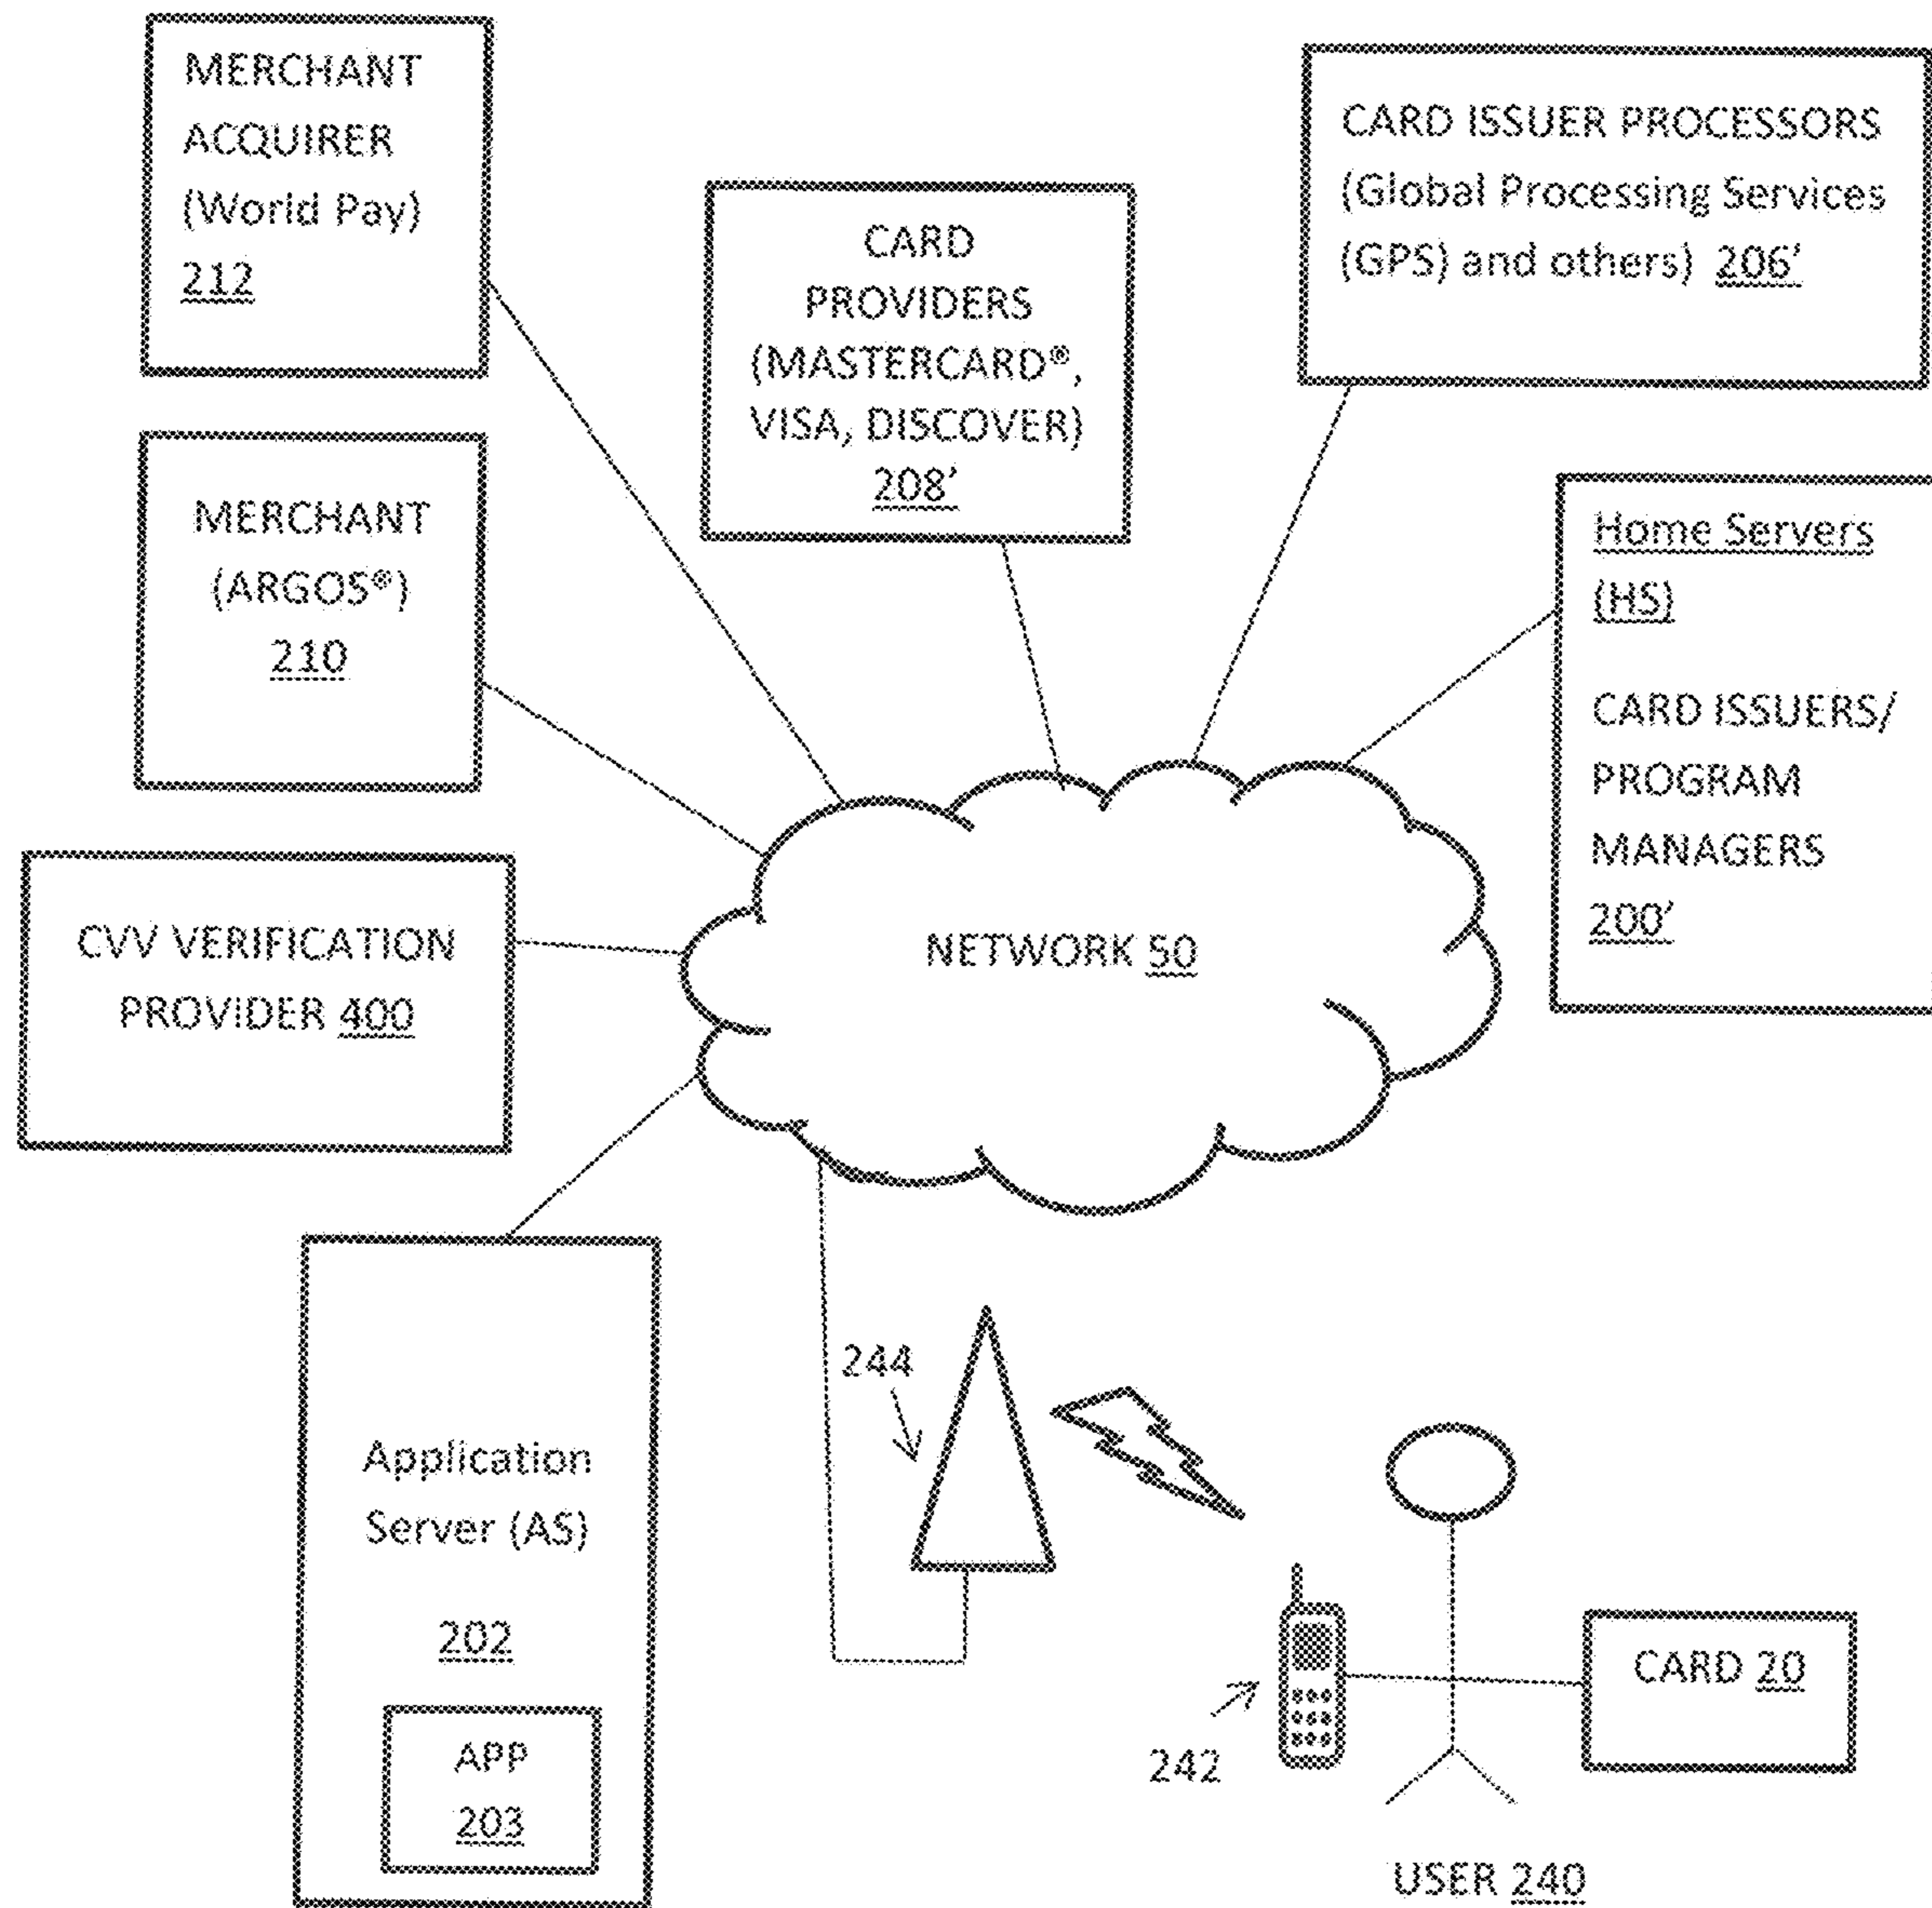 MERCHANT
ACQUIRER
(World Pay)
212
CARD ISSUER PROCESSORS
(Global Processing Services
(GPS) and others) 206'
CARD
PROVIDERS
(MASTERCARD®,
VISA, DISCOVER)
208'
MERCHANT
(ARGOS®)
210
Home Servers
(HS)
CARD ISSUERS/
PROGRAM
MANAGERS
200'
CVV VERIFICATION
PROVIDER 400
NETWORK 50
Application
Server (AS)
202
APP
203
244
242
CARD 20
USER 240